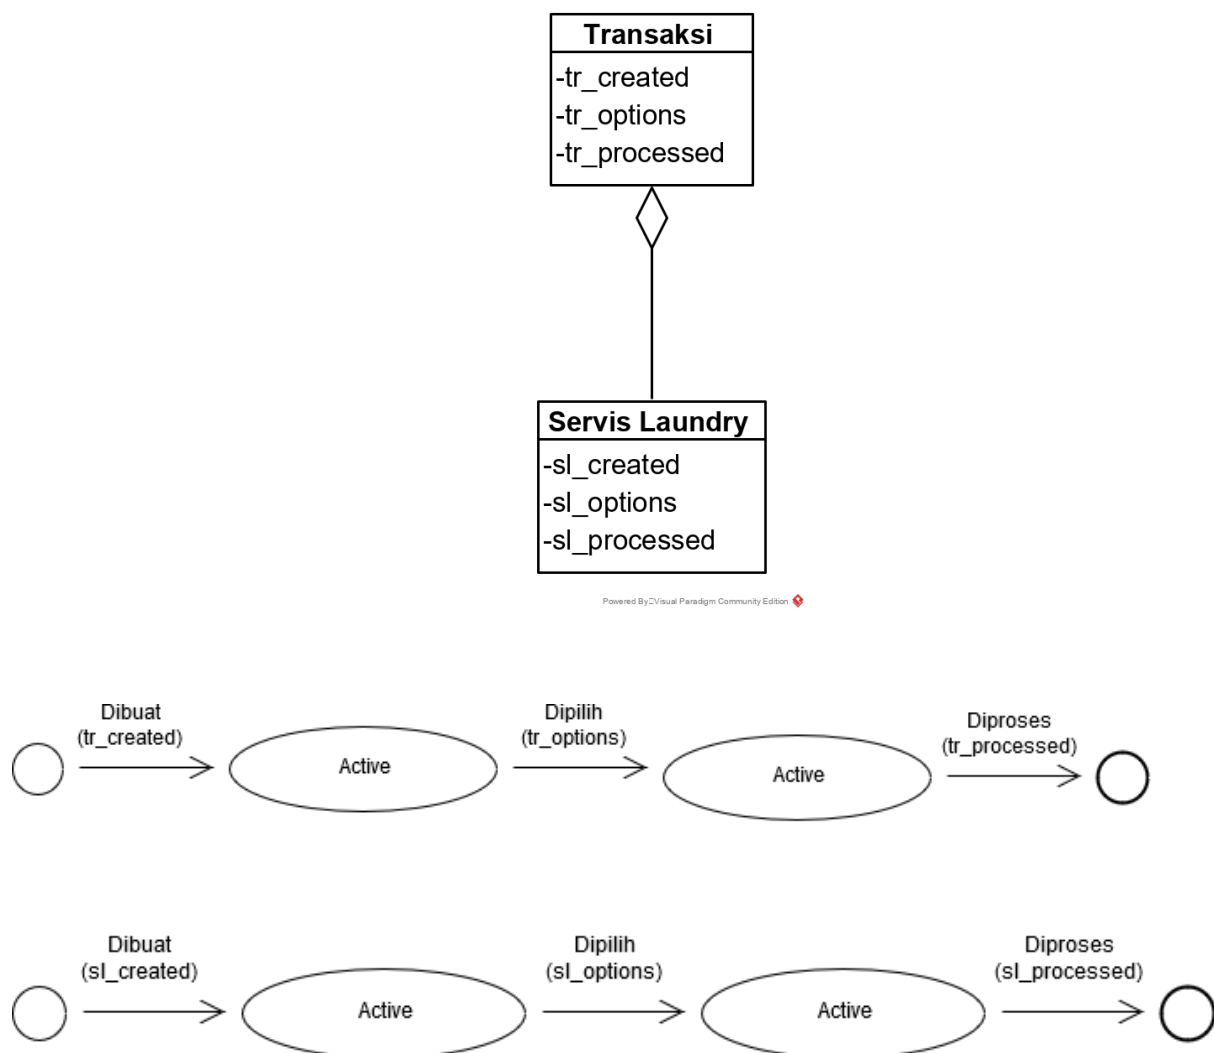 Transaksi
-tr_created
-tr_options
-tr_processed
Servis Laundry
-sl_created
-sl_options
-sl_processed
Powered By Visual Paradigm Community Edition
Dibuat
(tr_created)
Active
Dipilih
(tr_options)
Active
Diproses
(tr_processed)
Dibuat
(sl_created)
Active
Dipilih
(sl_options)
Active
Diproses
(sl_processed)